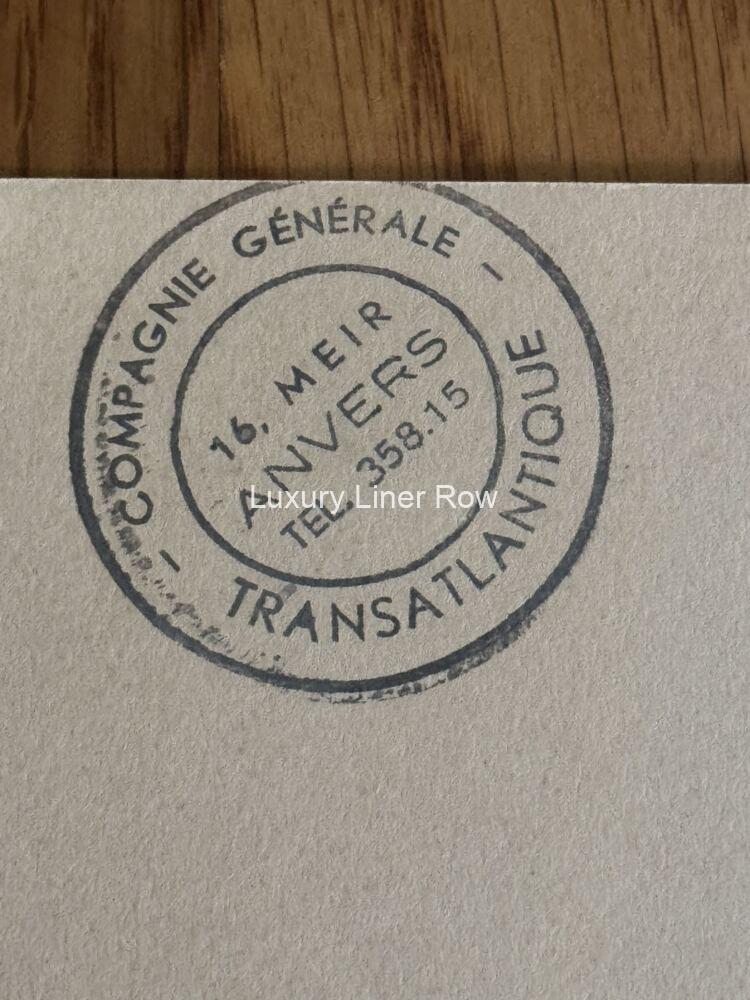 COMPAGNIE GÉNÉRALE -
TRANSATLANTIQUE -
16, MEIR
ANVERS
TEL. 358.15
Luxury Liner Row